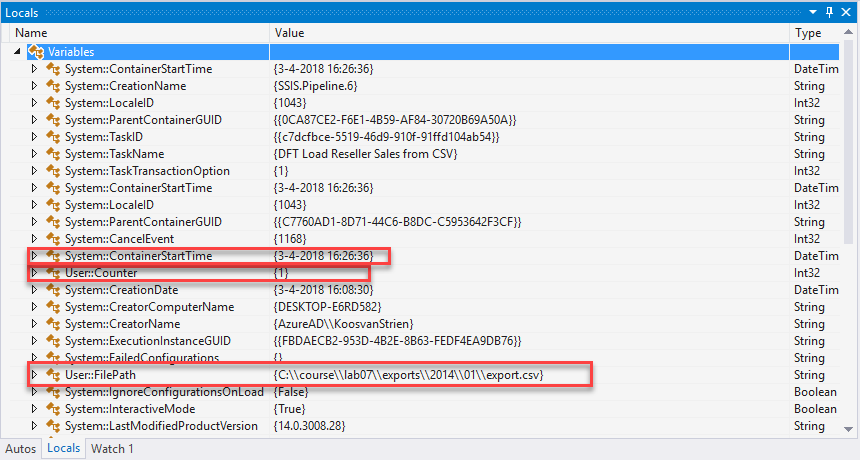 Locals
Name Value Type
Variables
System::ContainerStartTime {3-4-2018 16:26:36} DateTim
System::CreationName {SSIS.Pipeline.6} String
System::LocaleID {1043} Int32
System::ParentContainerGUID {{0CA87CE2-F6E1-4B59-AF84-30720B69A50A}} String
System::TaskID {{c7dcfbce-5519-46d9-910f-91ffd104ab54}} String
System::TaskName {DFT Load Reseller Sales from CSV} String
System::TaskTransactionOption {1} Int32
System::ContainerStartTime {3-4-2018 16:26:36} DateTim
System::LocaleID {1043} Int32
System::ParentContainerGUID {{C7760AD1-8D71-44C6-B8DC-C5953642F3CF}} String
System::CancelEvent {1168} Int32
System::ContainerStartTime {3-4-2018 16:26:36} DateTim
User::Counter {1} Int32
System::CreationDate {3-4-2018 16:08:30} DateTim
System::CreatorComputerName {DESKTOP-E6RD582} String
System::CreatorName {AzureAD\\KoosvanStrien} String
System::ExecutionInstanceGUID {{FBDAECB2-953D-4B2E-8B63-FEDF4EA9DB76}} String
System::FailedConfigurations {} String
User::FilePath {C:\\course\\lab07\\exports\\2014\\01\\export.csv} String
System::IgnoreConfigurationsOnLoad {False} Boolean
System::InteractiveMode {True} Boolean
System::LastModifiedProductVersion {14.0.3008.28} String
Autos Locals Watch 1